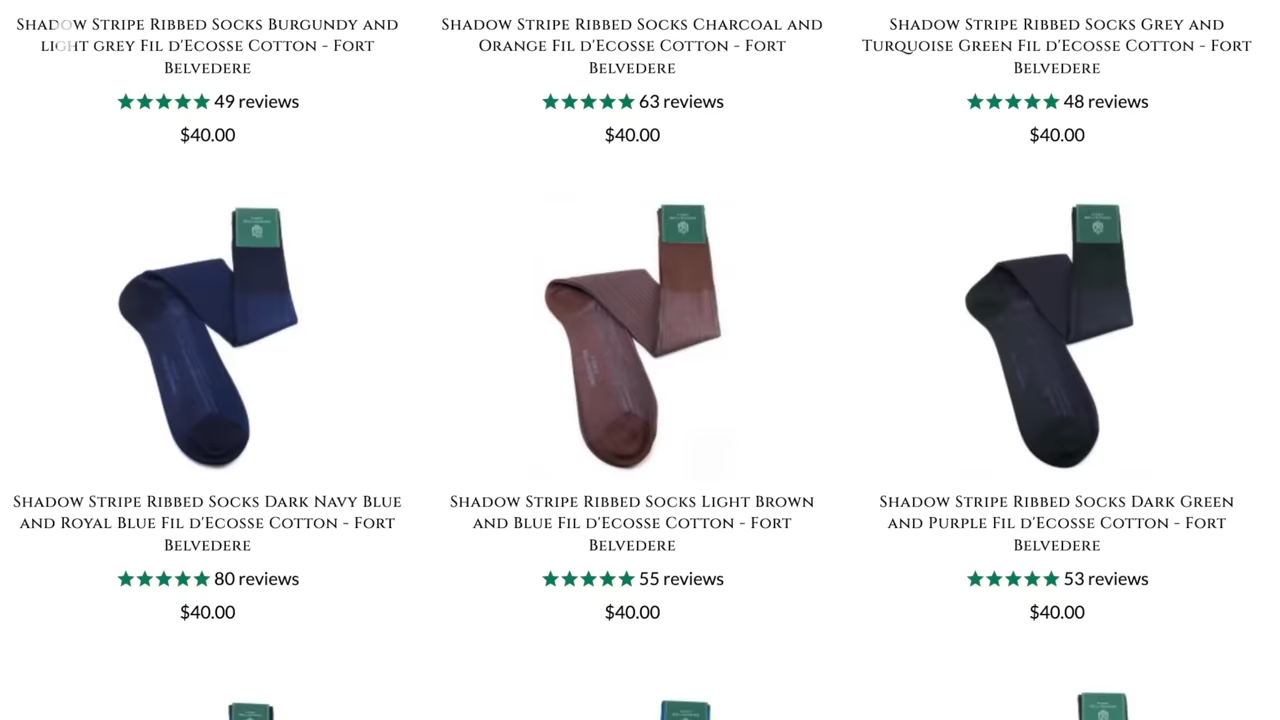 Shadow Stripe Ribbed Socks Burgundy and
light grey Fil d'Ecosse Cotton - Fort
Belvedere
49 reviews
$40.00
Shadow Stripe Ribbed Socks Charcoal and
Orange Fil d'Ecosse Cotton - Fort
Belvedere
63 reviews
$40.00
Shadow Stripe Ribbed Socks Grey and
Turquoise Green Fil d'Ecosse Cotton - Fort
Belvedere
48 reviews
$40.00
Shadow Stripe Ribbed Socks Dark Navy Blue
and Royal Blue Fil d'Ecosse Cotton - Fort
Belvedere
80 reviews
$40.00
Shadow Stripe Ribbed Socks Light Brown
and Blue Fil d'Ecosse Cotton - Fort
Belvedere
55 reviews
$40.00
Shadow Stripe Ribbed Socks Dark Green
and Purple Fil d'Ecosse Cotton - Fort
Belvedere
53 reviews
$40.00